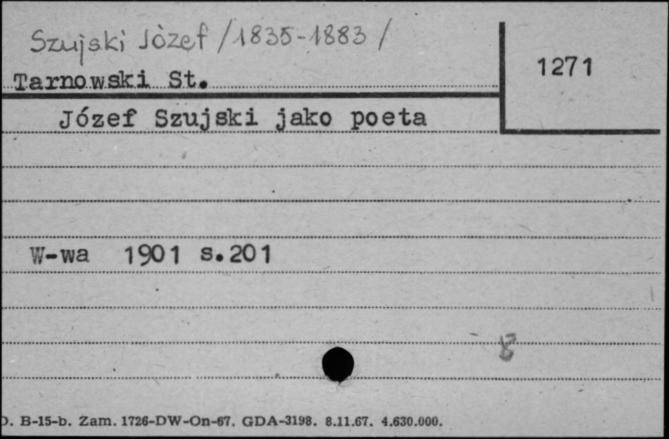 Szujski Józef /1835-1883/
Tarnowski St.
1271
Józef Szujski jako poeta
W-wa 1901 s.201
B-15-b. Zam. 1726-DW-On-67. GDA-3198. 8.11.67. 4.630.000.